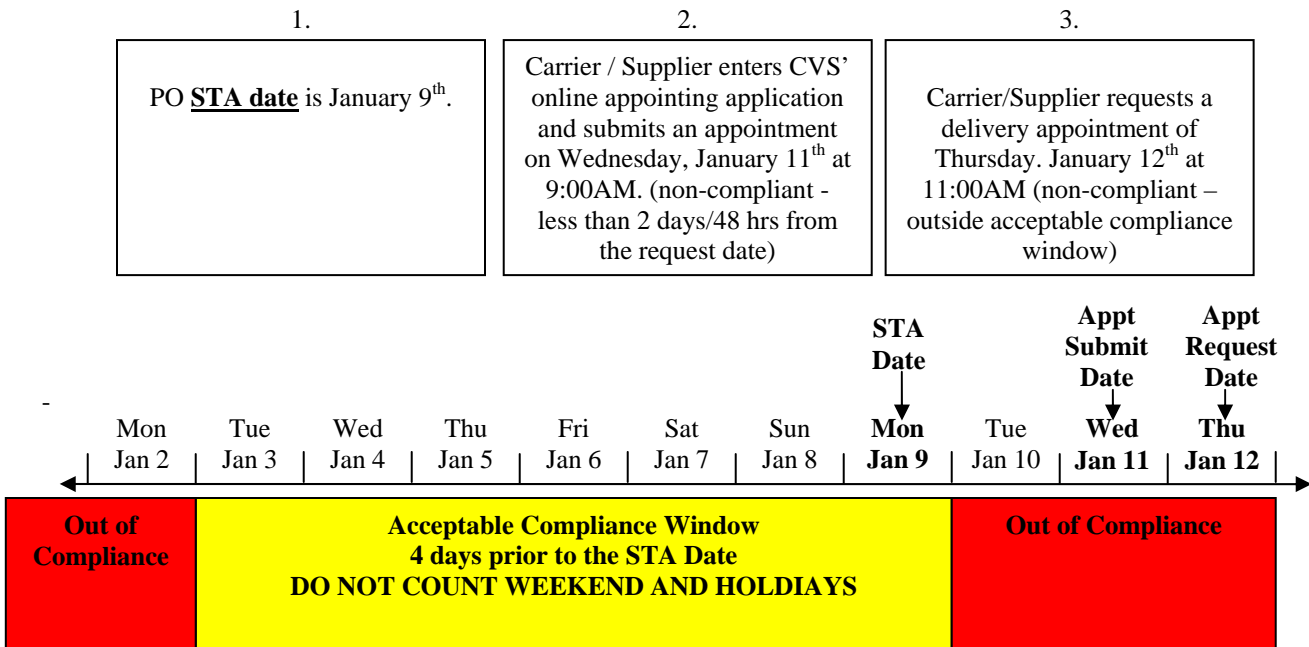 1.
PO STA date is January 9th.
2.
Carrier / Supplier enters CVS’
online appointing application
and submits an appointment
on Wednesday, January 11th at
9:00AM. (non-compliant -
less than 2 days/48 hrs from
the request date)
3.
Carrier/Supplier requests a
delivery appointment of
Thursday. January 12th at
11:00AM (non-compliant –
outside acceptable compliance
window)
STA
Date
Appt
Submit
Date
Appt
Request
Date
-
Mon Tue Wed Thu Fri Sat Sun Mon Tue Wed Thu
Jan 2 Jan 3 Jan 4 Jan 5 Jan 6 Jan 7 Jan 8 Jan 9 Jan 10 Jan 11 Jan 12
Out of
Compliance
Acceptable Compliance Window
4 days prior to the STA Date
DO NOT COUNT WEEKEND AND HOLDIAYS
Out of Compliance